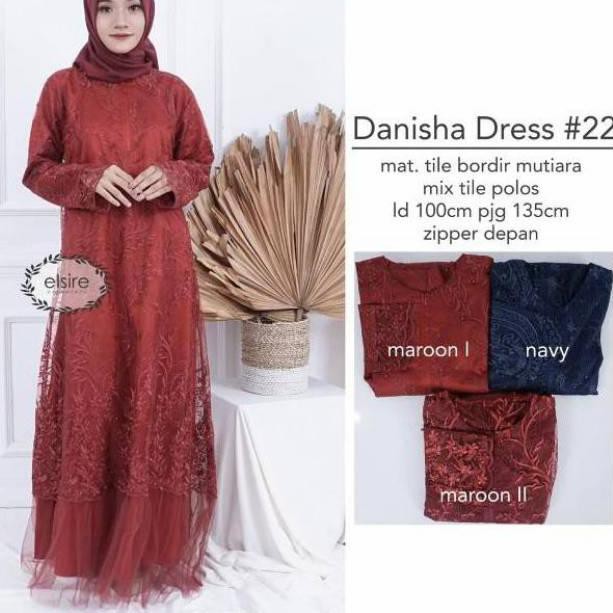 Danisha Dress #22
mat. tile bordir mutiara
mix tile polos
ld 100cm pjg 135cm
zipper depan
elsire
maroon I
navy
maroon II